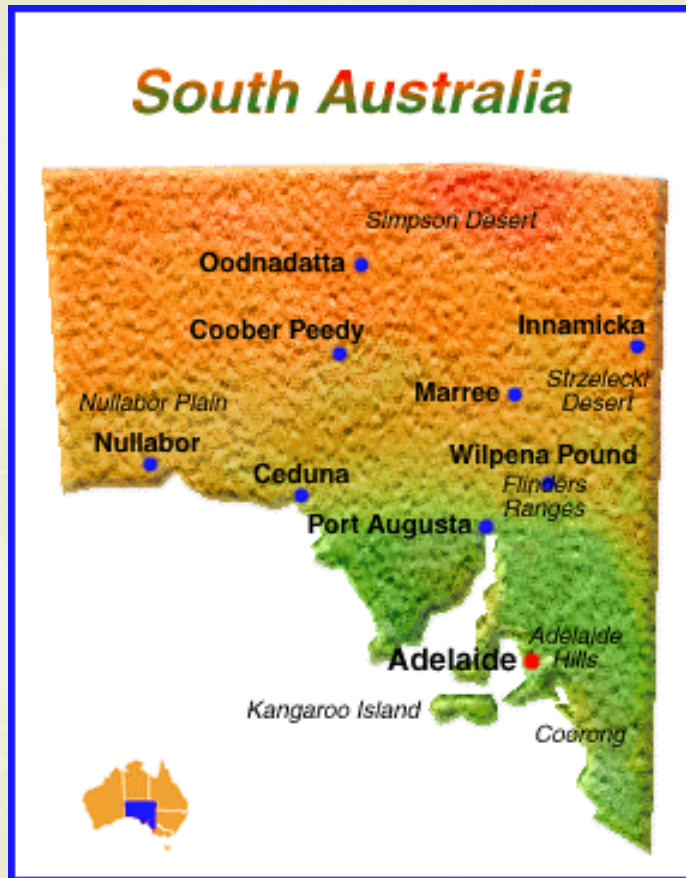 South Australia
Simpson Desert
Oodnadatta
Coober Peedy
Innamicka
Marree
Strzelecki
Desert
Nullabor Plain
Nullabor
Ceduna
Wilpena Pound
Flinders
Ranges
Port Augusta
Adelaide
Adelaide
Hills
Kangaroo Island
Coorong